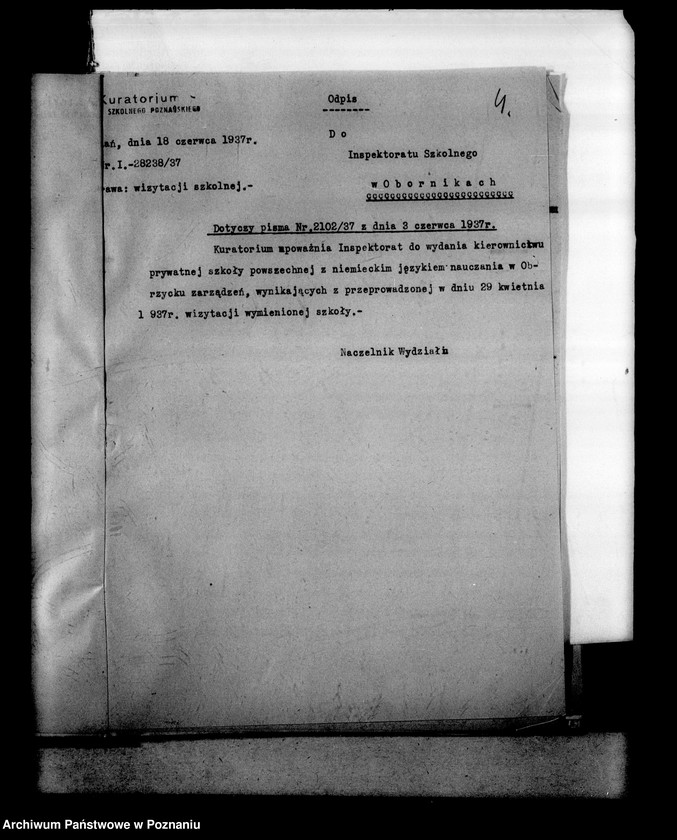 Kuratorium
SZKOLNEGO POZNAŃSKIEGO
Odpis
4.
ań, dnia 18 czerwca 1937r.
r.I.-28238/37
awa: wizytacji szkolnej.-
Do
Inspektoratu Szkolnego
w Obornikach
Dotyczy pisma Nr.2102/37 z dnia 3 czerwca 1937r.
Kuratorium upoważnia Inspektorat do wydania kierownictwu
prywatnej szkoły powszechnej z niemieckim językiem nauczania w Ob-
rzycku zarządzeń, wynikających z przeprowadzonej w dniu 29 kwietnia
1 937r. wizytacji wymienionej szkoły.-
Naczelnik Wydziału
Archiwum Państwowe w Poznaniu